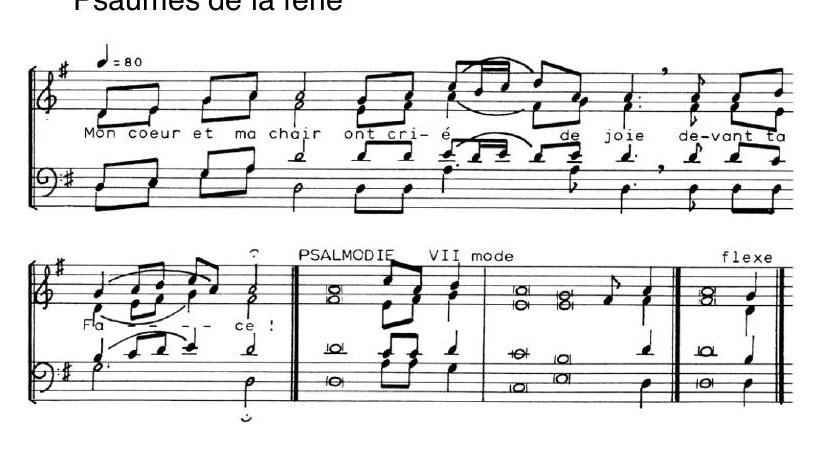 Psaumes de la férie
♩ = 80
Mon coeur et ma chair ont cri- é de joie de-vant ta
PSALMODIE VII mode flexe
Fa - - - - ce !